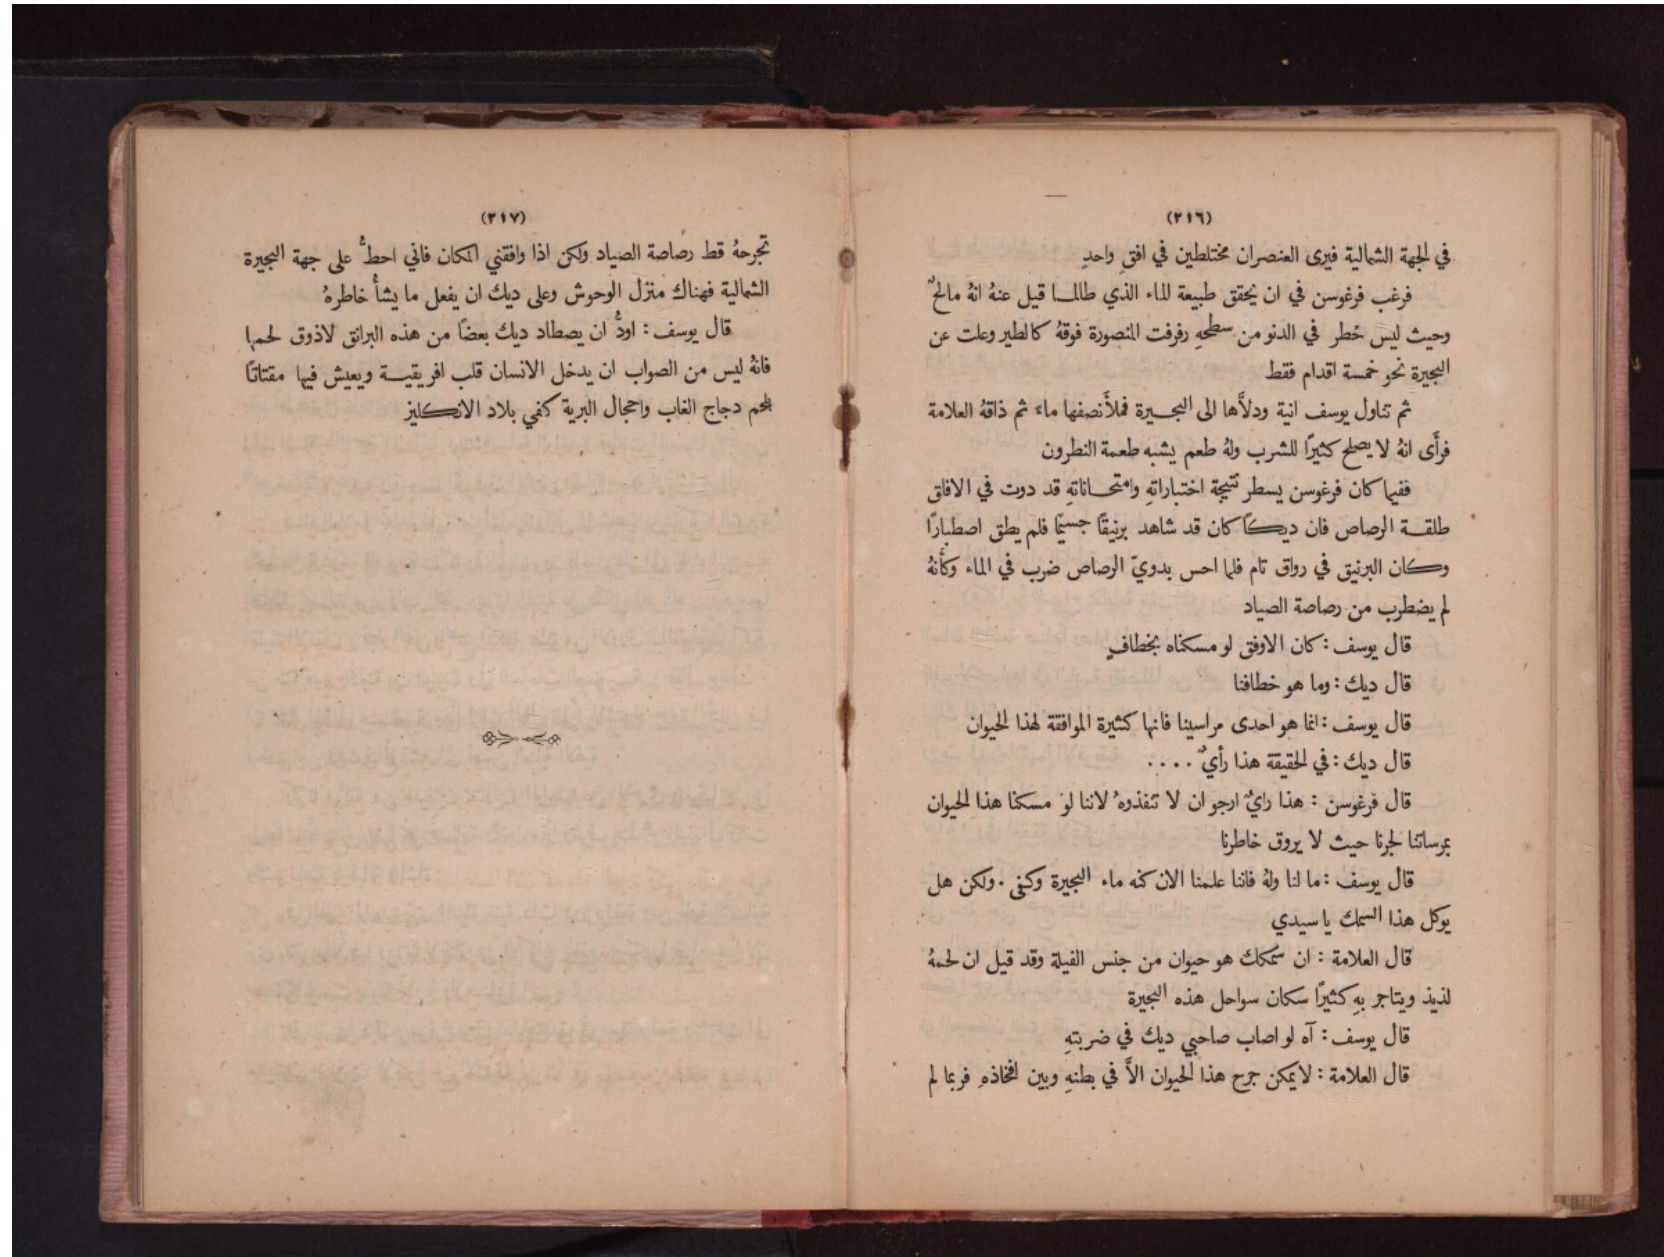 (٢١٦)
في الجهة الشمالية فيرى العنصران مختلطين في افقٍ واحدٍ
فرغب فرغوسن في ان يحقق طبيعة الماء الذي طالما قيل عنهُ انهُ مالحٌ
وحيث ليس خطر في الدنو من سطحهِ رفرفت المنصورة فوقهُ كالطير وعلت عن
البحيرة نحو خمسة اقدام فقط
ثم تناول يوسف انية ودلاَّها الى البحيرة فملأَ نصفها ماءَ ثم ذاقهُ العلامة
فرأَى انهُ لا يصلح كثيرًا للشرب ولهُ طعم يشبه طعمة النطرون
ففيما كان فرغوسن يسطر نتيجة اختباراتهِ وامتحاناتهِ قد دوت في الافاق
طلقة الرصاص فان ديكًا كان قد شاهد برنيقًا جسيمًا فلم يطق اصطبارًا
وكان البرنيق في رواق تام فلما احس بدويّ الرصاص ضرب في الماء وكأَنهُ
لم يضطرب من رصاصة الصياد
قال يوسف : كان الاوفق لو مسكناه بخطافٍ
قال ديك : وما هو خطافنا
قال يوسف : انما هو احدى مراسينا فانها كثيرة الموافقة لهذا الحيوان
قال ديك : في الحقيقة هذا رأيٌ ....
قال فرغوسن : هذا رايٌ ارجو ان لا تنفذوهُ لاننا لو مسكنا هذا الحيوان
بمرساتنا لجرنا حيث لا يروق خاطرنا
قال يوسف : ما لنا ولهُ فاننا علمنا الان كنه ماء البحيرة وكفى . ولكن هل
يوكل هذا السمك يا سيدي
قال العلامة : ان سمكك هو حيوان من جنس الفيلة وقد قيل ان لحمهُ
لذيذ ويتاجر بهِ كثيرًا سكان سواحل هذه البحيرة
قال يوسف : آه لو اصاب صاحبي ديك في ضربتهِ
قال العلامة : لا يمكن جرح هذا الحيوان الاَّ في بطنهِ وبين افخاذهِ فربما لم
(٢١٧)
تجرحهُ قط رصاصة الصياد ولكن اذا وافقني المكان فاني احطُّ على جهة البحيرة
الشمالية فهناك منزل الوحوش وعلى ديك ان يفعل ما يشأُ خاطرهُ
قال يوسف : اودُّ ان يصطاد ديك بعضًا من هذه البرانق لاذوق لحمها
فانهُ ليس من الصواب ان يدخل الانسان قلب افريقية ويعيش فيها مقتاتًا
بلحم دجاج الغاب واحجال البرية كفي بلاد الانكليز